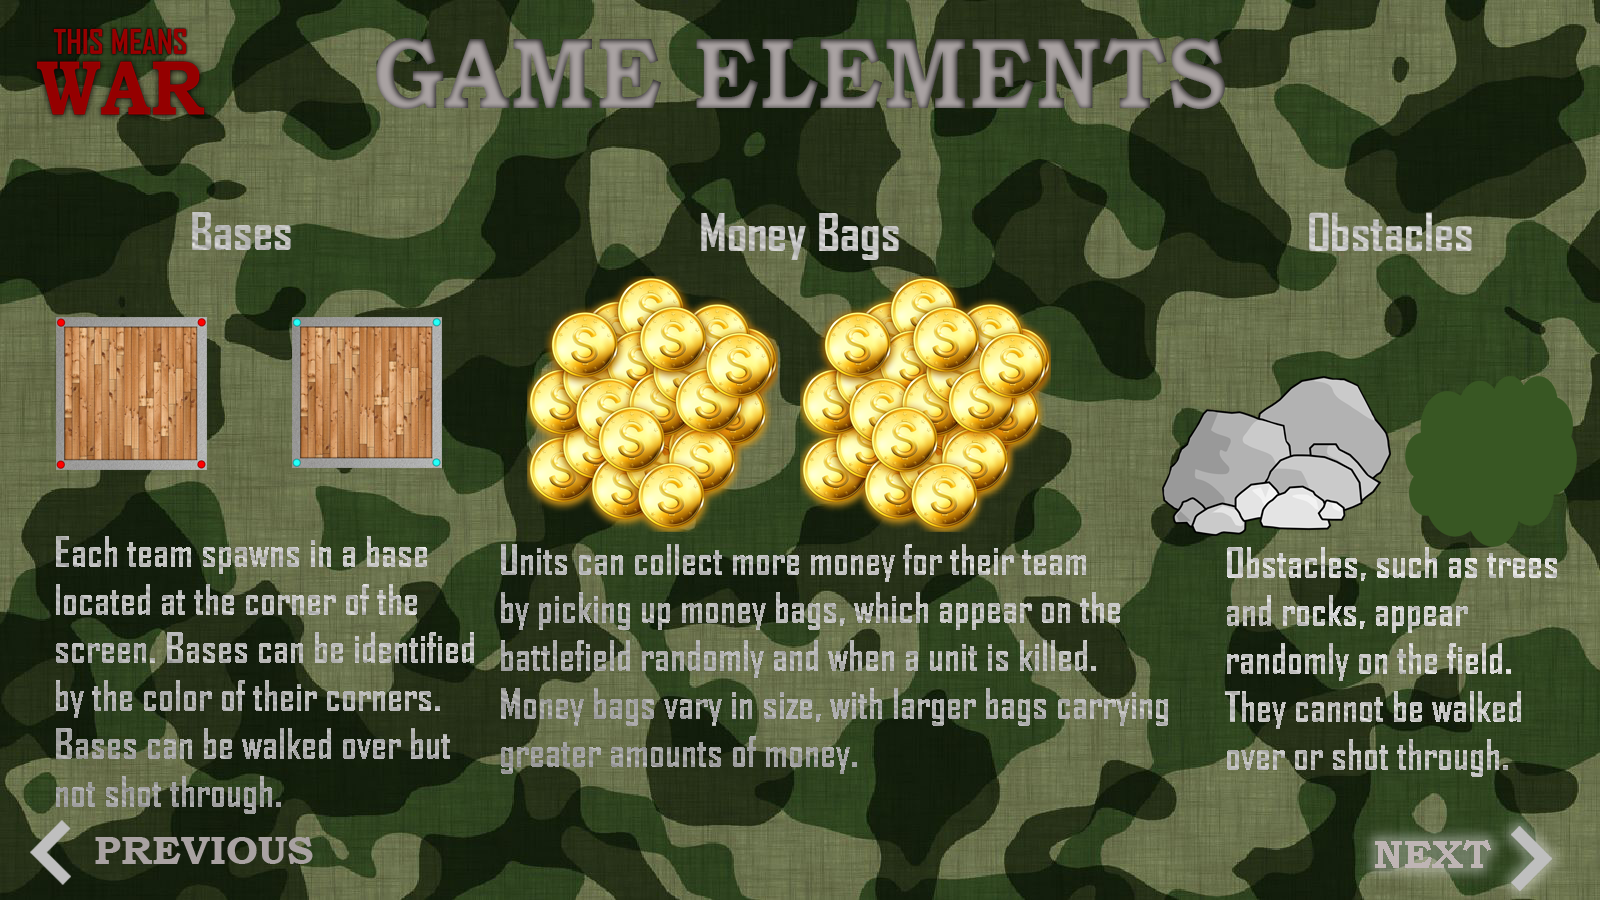 THIS MEANS
WAR
GAME ELEMENTS
Bases
Each team spawns in a base
located at the corner of the
screen. Bases can be identified
by the color of their corners.
Bases can be walked over but
not shot through.
Money Bags
Units can collect more money for their team
by picking up money bags, which appear on the
battlefield randomly and when a unit is killed.
Money bags vary in size, with larger bags carrying
greater amounts of money.
Obstacles
Obstacles, such as trees
and rocks, appear
randomly on the field.
They cannot be walked
over or shot through.
PREVIOUS
NEXT